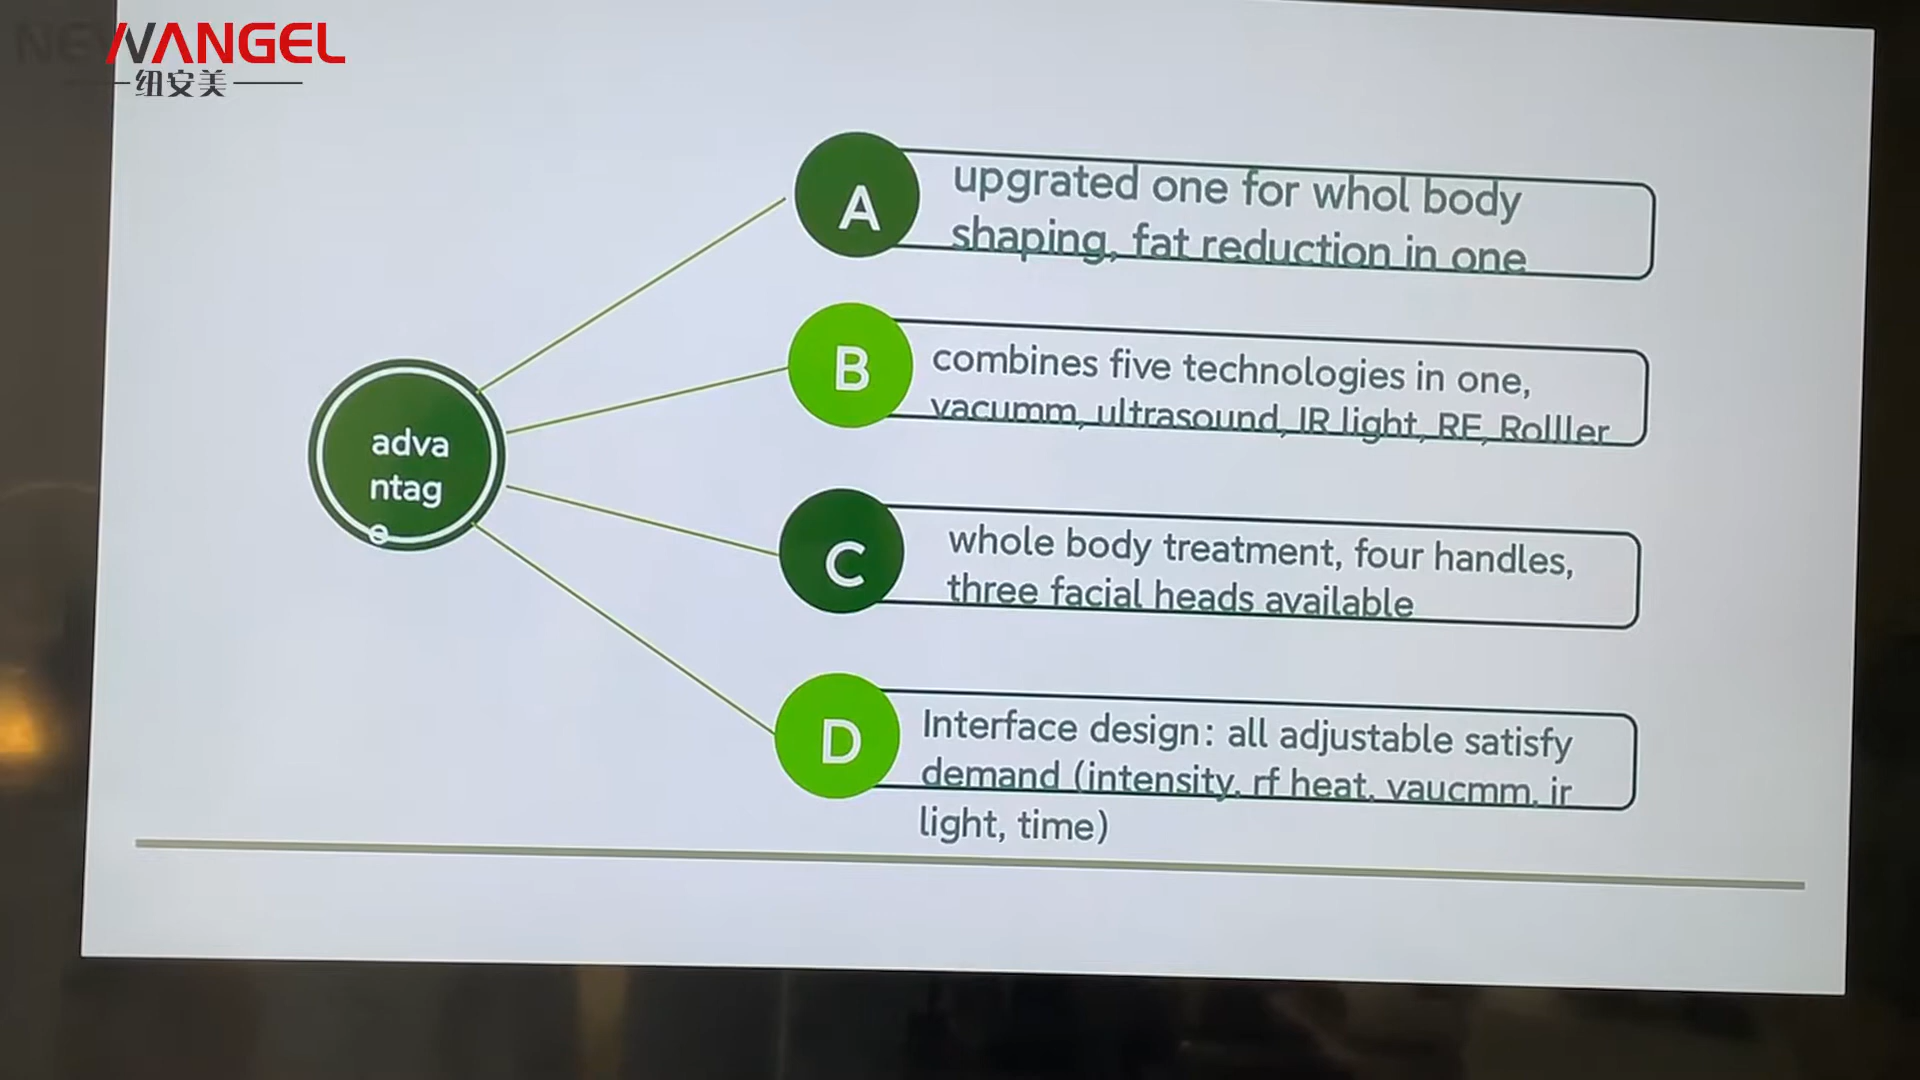 NEWANGEL
纽安美
A
upgrated one for whol body
shaping, fat reduction in one
B
combines five technologies in one,
vacumm, ultrasound, IR light, RF, Rolller
adva
ntag
e
C
whole body treatment, four handles,
three facial heads available
D
Interface design: all adjustable satisfy
demand (intensity, rf heat, vaucmm, ir
light, time)